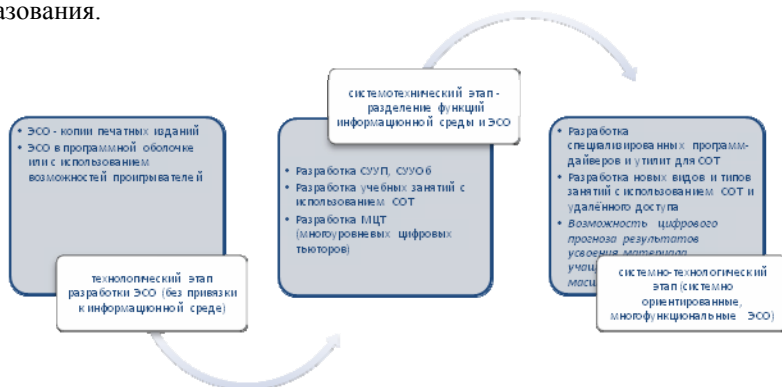 азования.
• ЭСО - копии печатных изданий
• ЭСО в программной оболочке
или с использованием
возможностей проигрывателей
технологический этап
разработки ЭСО (без привязки
к информационной среде)
системотехнический этап -
разделение функций
информационной среды и ЭСО
• Разработка СУУП, СУУОб
• Разработка учебных занятий с
использованием СОТ
• Разработка МЦТ
(многоуровневых цифровых
тьюторов)
• Разработка
специализированных программ-
дайверов и утилит для СОТ
• Разработка новых видов и типов
занятий с использованием СОТ и
удалённого доступа
• Возможность цифрового
прогноза результатов
усвоения материала
системно-технологический
этап (системно
ориентированные,
многофункциональные ЭСО)